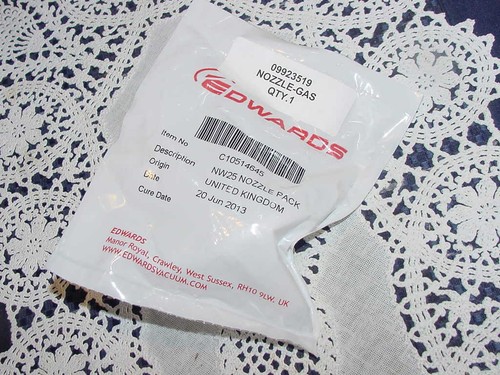 09923519
NOZZLE-GAS
QTY.1
EDWARDS
Item No C10514645
Description NW25 NOZZLE PACK
Origin UNITED KINGDOM
Date 20 Jun 2013
Cure Date
EDWARDS
Manor Royal, Crawley, West Sussex, RH10 9LW, UK
WWW.EDWARDSVACUUM.COM